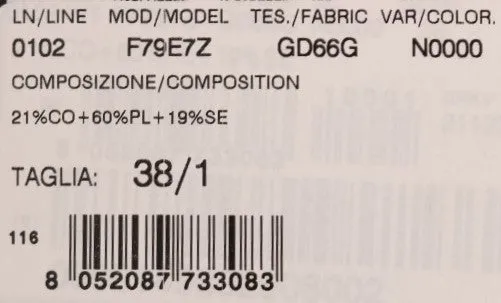 LN/LINE MOD/MODEL TES./FABRIC VAR/COLOR.
0102 F79E7Z GD66G N0000
COMPOSIZIONE/COMPOSITION
21%CO+60%PL+19%SE
TAGLIA: 38/1
116
8 052087 733083